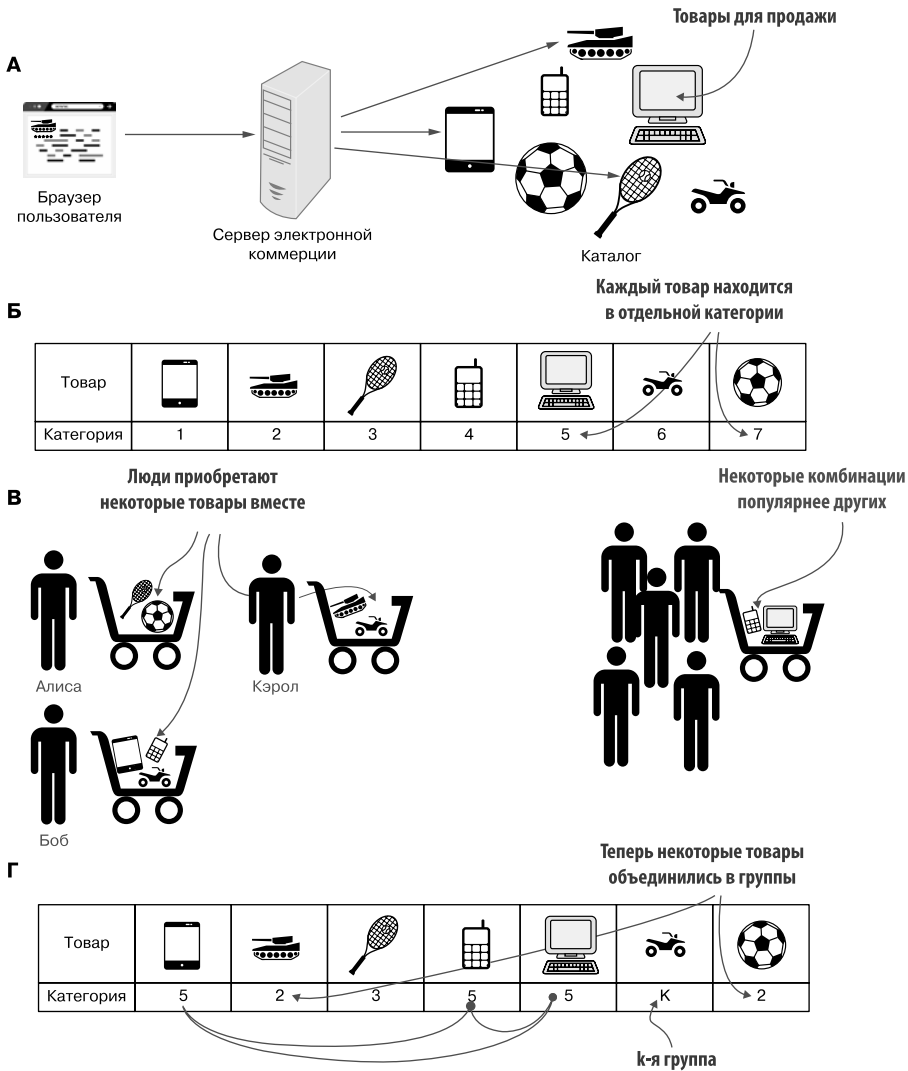 Товары для продажи
А
Браузер
пользователя
Сервер электронной
коммерции
Каталог
Каждый товар находится
в отдельной категории
Б
Товар
Категория 1 2 3 4 5 6 7
Люди приобретают
некоторые товары вместе
Некоторые комбинации
популярнее других
В
Алиса
Кэрол
Боб
Г
Теперь некоторые товары
объединились в группы
Товар
Категория 5 2 3 5 5 K 2
k-я группа